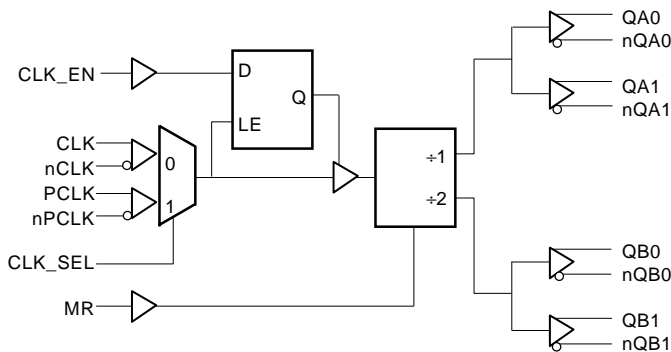 QA0
nQA0
CLK_EN
D
Q
QA1
nQA1
LE
CLK
nCLK
0
÷1
PCLK
nPCLK
1
÷2
CLK_SEL
QB0
nQB0
MR
QB1
nQB1